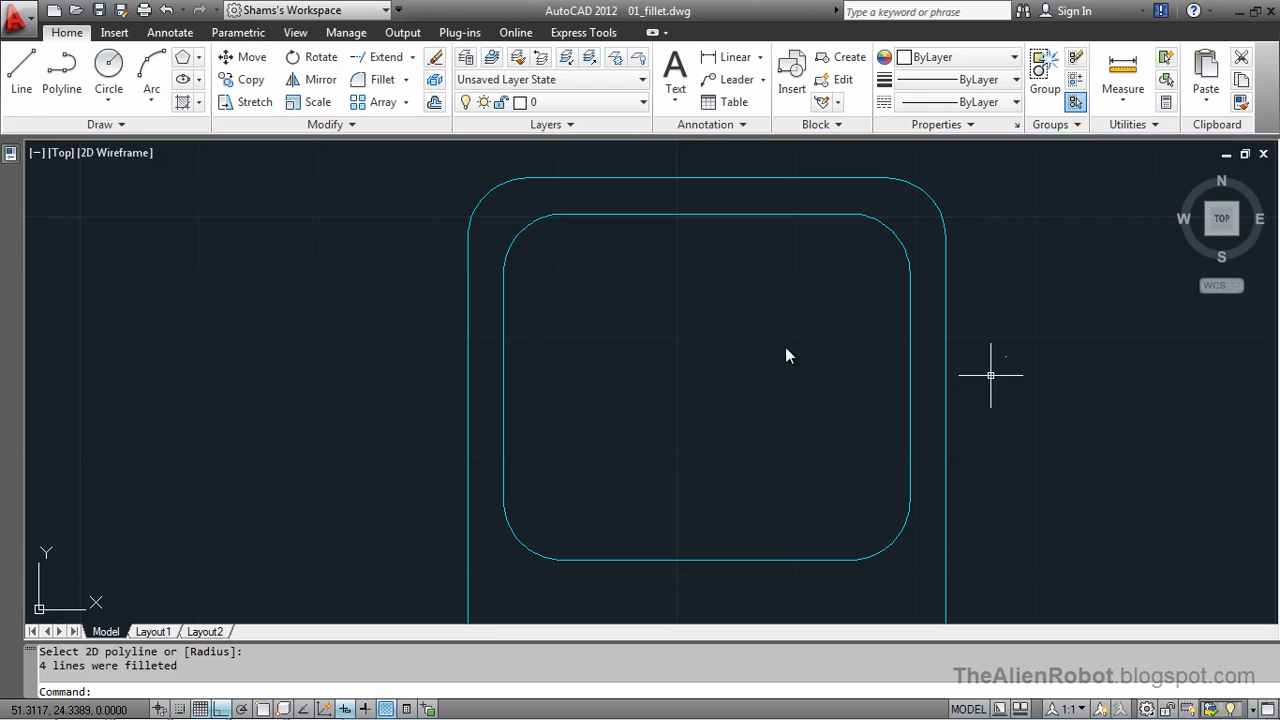 Shams's Workspace
AutoCAD 2012 01_fillet.dwg
Type a keyword or phrase
Sign In
Home Insert Annotate Parametric View Manage Output Plug-ins Online Express Tools
Line
Polyline
Circle
Arc
Draw
Move Rotate Extend
Copy Mirror Fillet
Stretch Scale Array
Modify
Unsaved Layer State
0
Layers
Text
Linear
Leader
Table
Annotation
Insert
Create
Edit
Block
ByLayer
ByLayer
ByLayer
Properties
Group
Groups
Measure
Utilities
Paste
Clipboard
[−] [Top] [2D Wireframe]
N
W TOP E
S
WCS
Y
X
Model Layout1 Layout2
Select 2D polyline or [Radius]:
4 lines were filleted
Command:
TheAlienRobot.blogspot.com
51.3117, 24.3389, 0.0000
MODEL
1:1